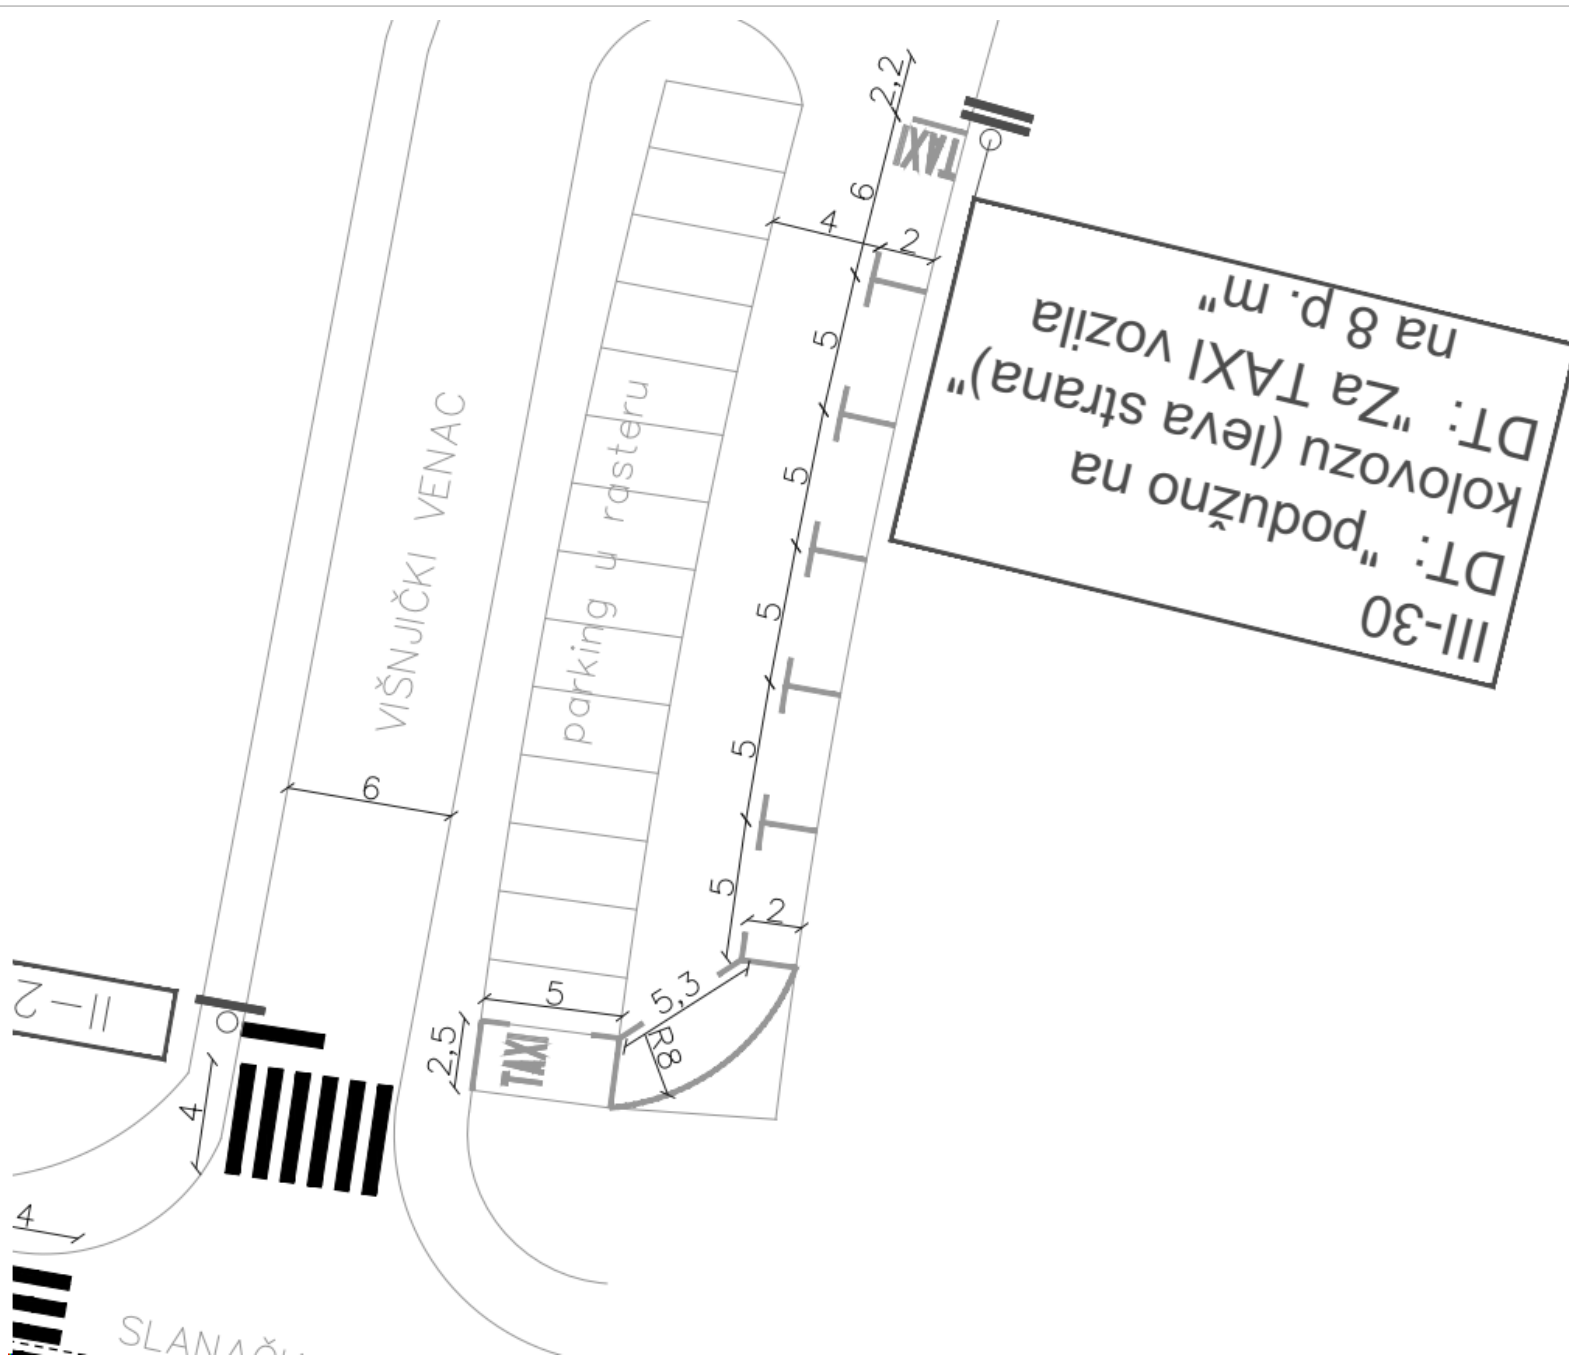 2,2
TAXI
6
4
2
III-30
DT: "podužno na
kolovozu (leva strana)"
DT: "Za TAXI vozila
na 8 p. m"
5
5
5
5
5
VIŠNJIČKI VENAC
parking u rasteru
6
2
5,3
5
R8
2,5
TAXI
II-2
4
4